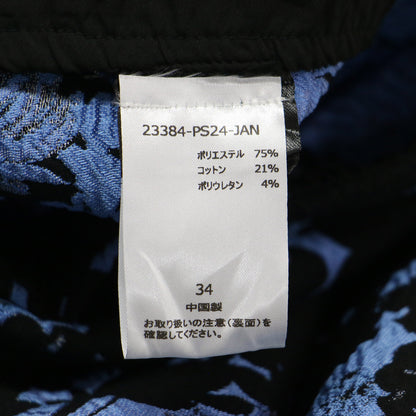 23384-PS24-JAN
ポリエステル 75%
コットン 21%
ポリウレタン 4%
34
中国製
お取り扱いの注意（裏面）を
確認してください。